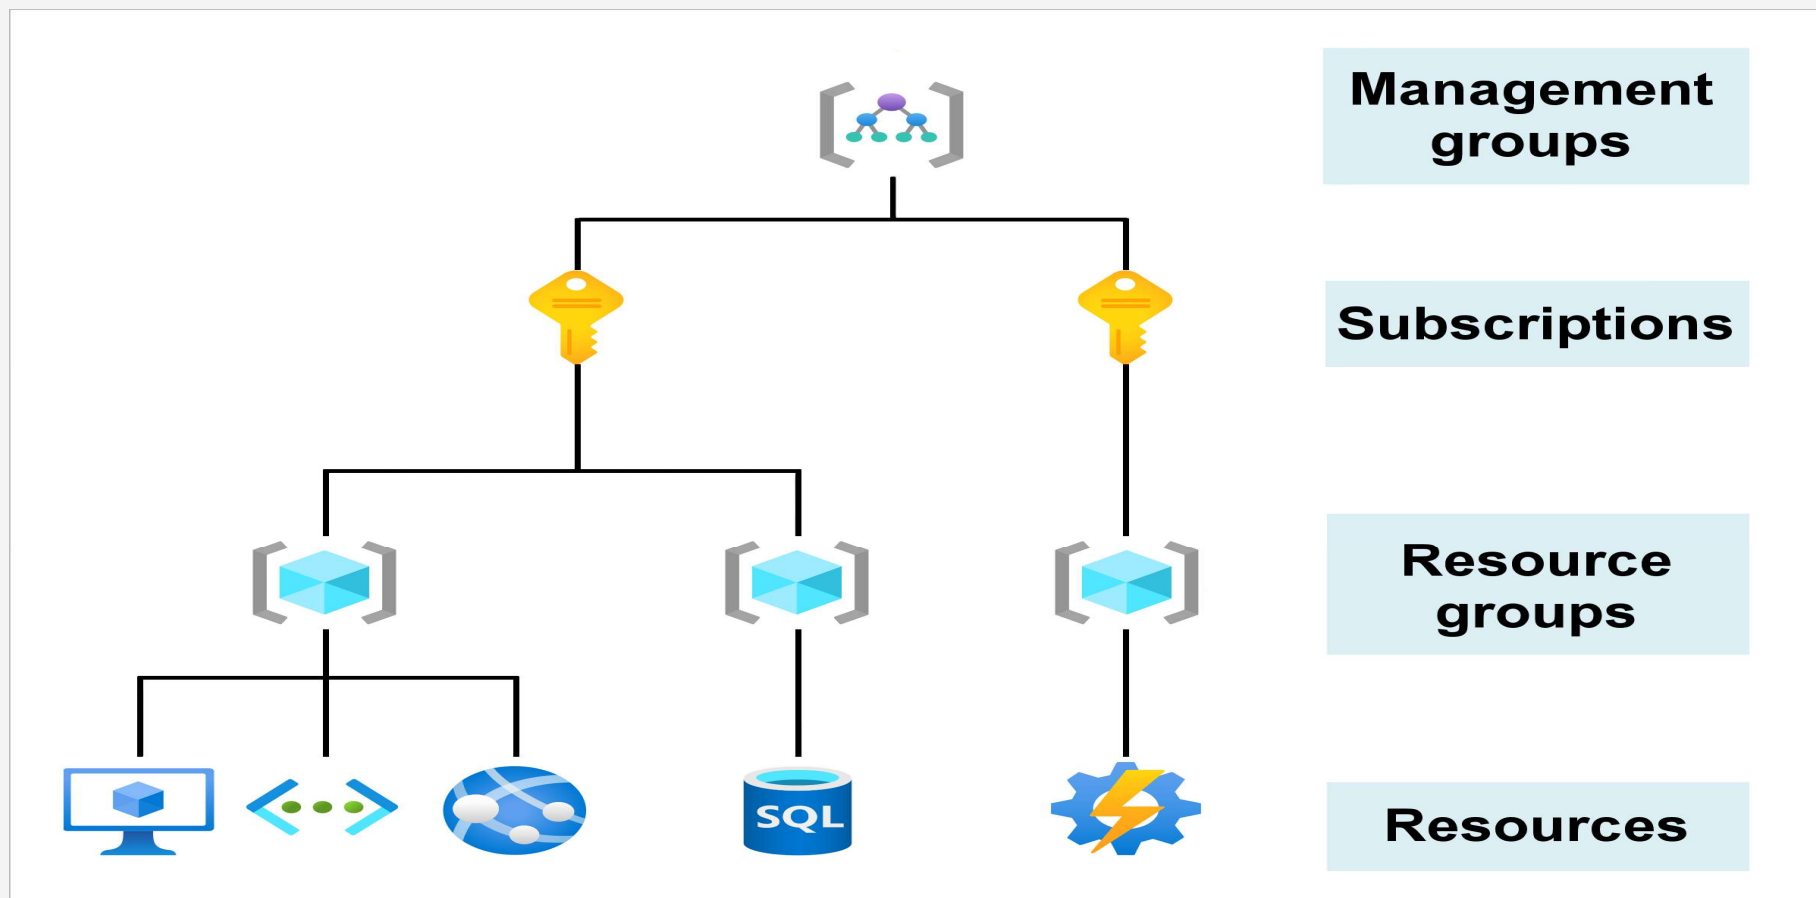 Management
groups
Subscriptions
Resource
groups
SQL
Resources